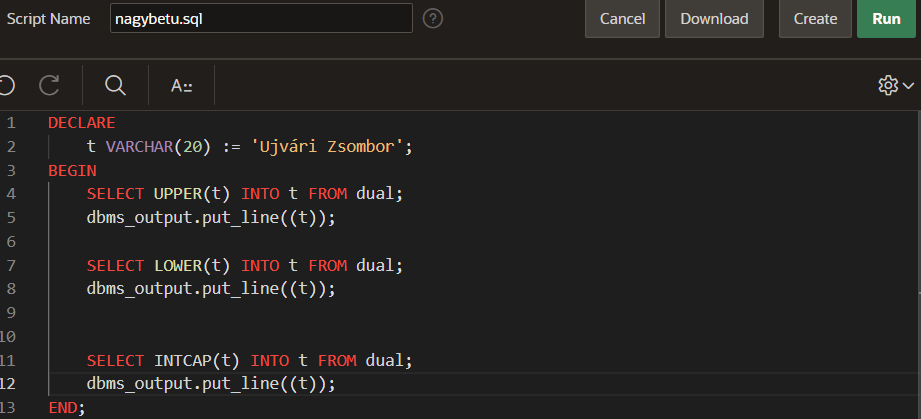 Script Name nagybetu.sql ? Cancel Download Create Run
A::
1 DECLARE
2 t VARCHAR(20) := 'Ujvári Zsombor';
3 BEGIN
4 SELECT UPPER(t) INTO t FROM dual;
5 dbms_output.put_line((t));
6
7 SELECT LOWER(t) INTO t FROM dual;
8 dbms_output.put_line((t));
9
10
11 SELECT INTCAP(t) INTO t FROM dual;
12 dbms_output.put_line((t));
13 END;